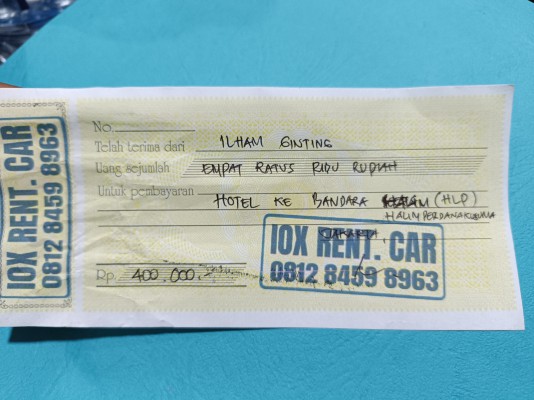 IOX RENT. CAR
0812 8459 8963
No.
Telah terima dari ILHAM GINTING
Uang sejumlah EMPAT RATUS RIBU RUPIAH
Untuk pembayaran HOTEL KE BANDARA (HLP)
HALIM PERDANAKUSUMA
JAKARTA
IOX RENT. CAR
0812 8459 8963
Rp. 400.000,-